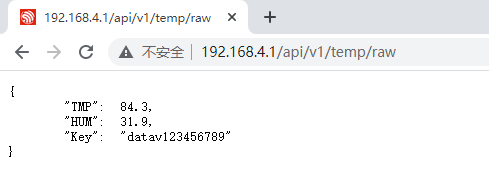 192.168.4.1/api/v1/temp/raw
不安全 | 192.168.4.1/api/v1/temp/raw
{
"TMP": 84.3,
"HUM": 31.9,
"Key": "datav123456789"
}